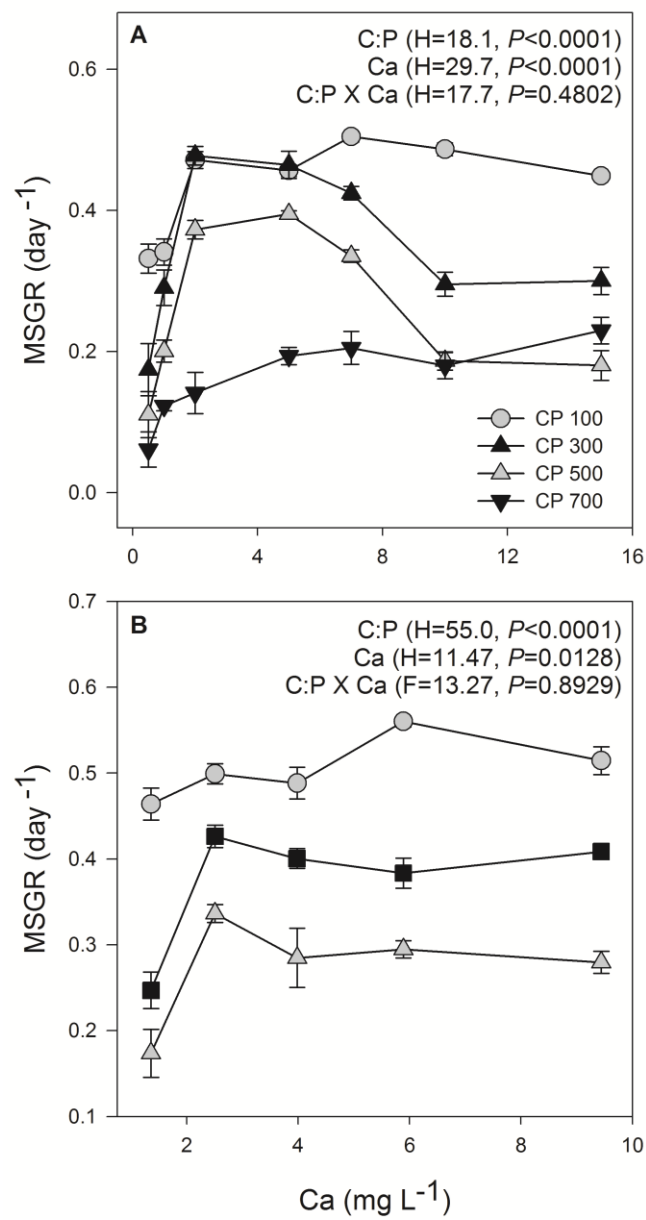 A
C:P (H=18.1, P<0.0001)
Ca (H=29.7, P<0.0001)
C:P X Ca (H=17.7, P=0.4802)
0.6
0.4
0.2
0.0
MSGR (day -1)
CP 100
CP 300
CP 500
CP 700
0 4 8 12 16
B
C:P (H=55.0, P<0.0001)
Ca (H=11.47, P=0.0128)
C:P X Ca (F=13.27, P=0.8929)
0.7
0.6
0.5
0.4
0.3
0.2
0.1
MSGR (day -1)
2 4 6 8 10
Ca (mg L-1)